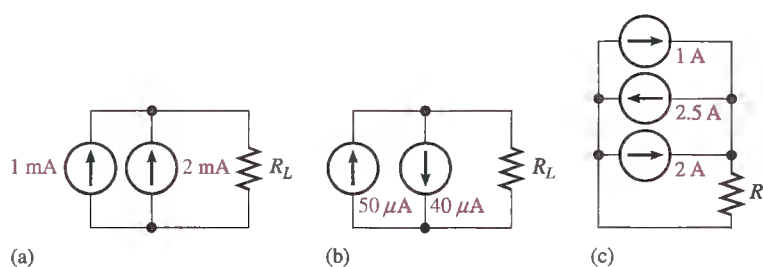 1 mA
2 mA
R_L
(a)
50 μA
40 μA
R_L
(b)
1 A
2.5 A
2 A
R
(c)